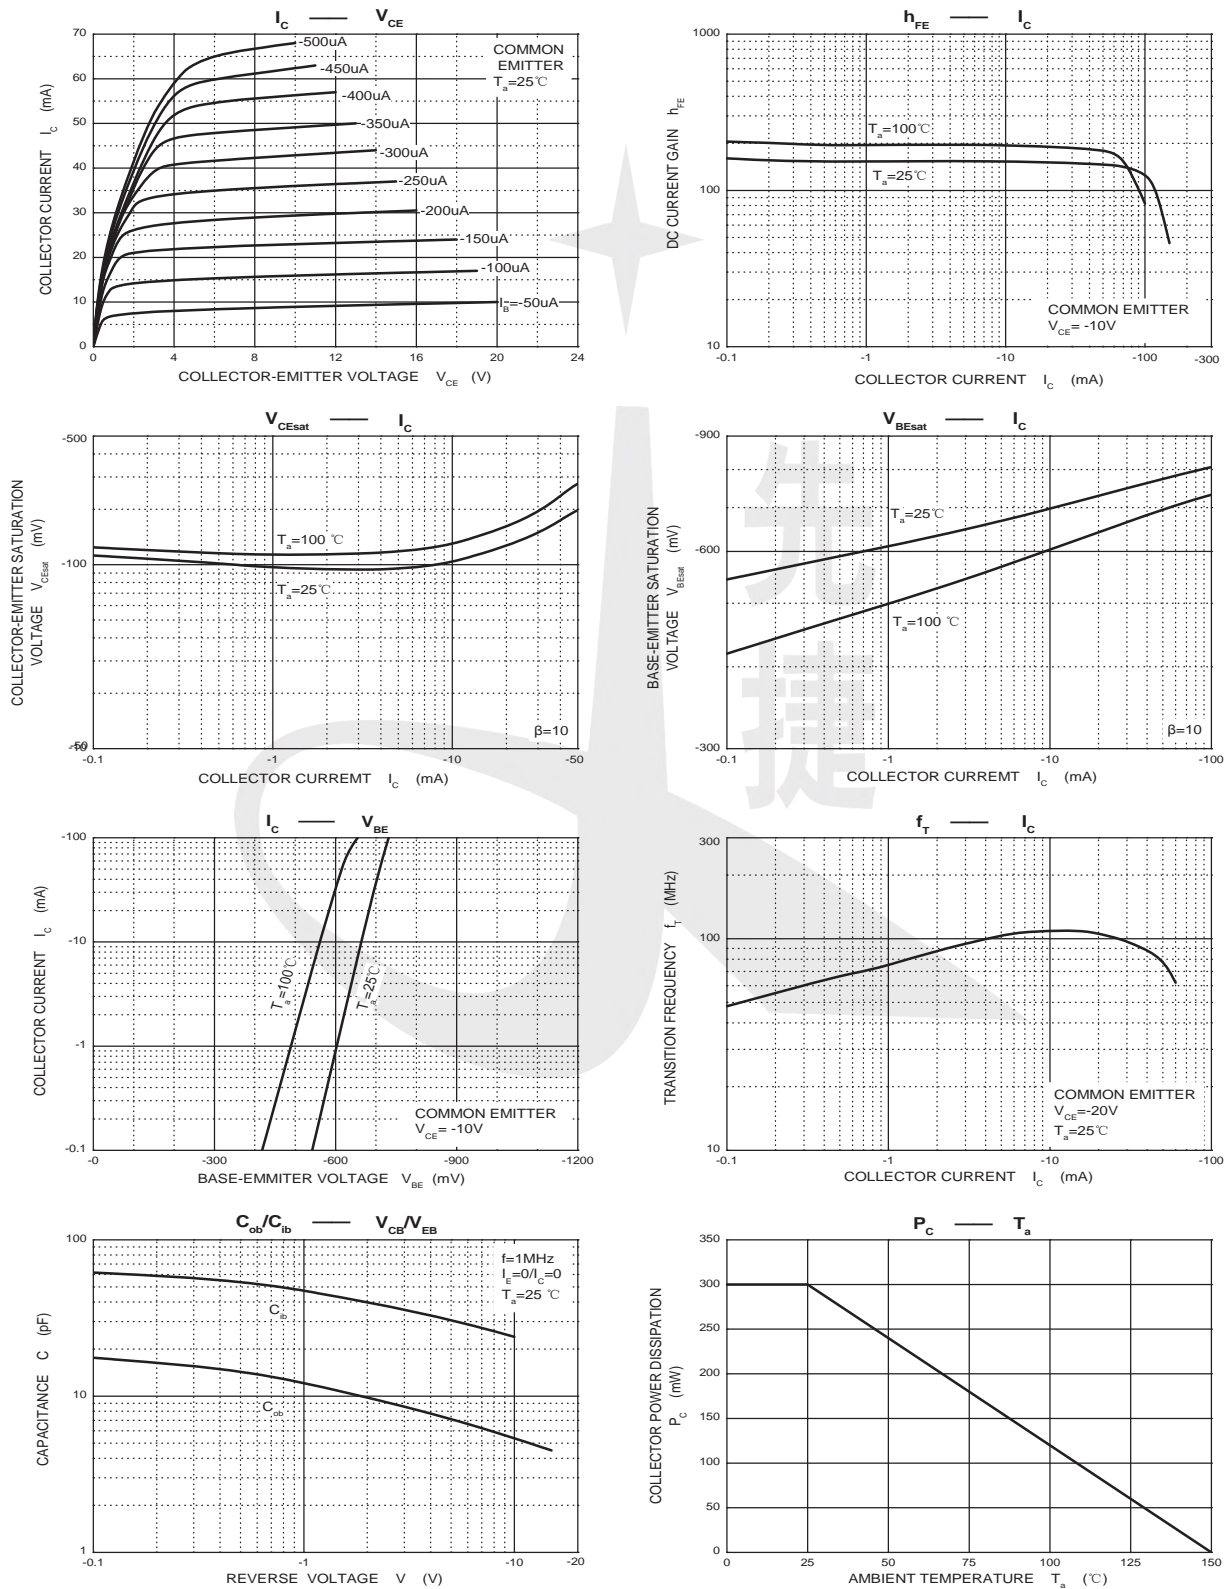 I_C —— V_CE
COLLECTOR CURRENT I_C (mA)
70
60
50
40
30
20
10
0
0 4 8 12 16 20 24
COLLECTOR-EMITTER VOLTAGE V_CE (V)
COMMON
EMITTER
T_a=25℃
-500uA
-450uA
-400uA
-350uA
-300uA
-250uA
-200uA
-150uA
-100uA
I_B=-50uA
h_FE —— I_C
DC CURRENT GAIN h_FE
1000
100
10
T_a=100℃
T_a=25℃
COMMON EMITTER
V_CE= -10V
-0.1 -1 -10 -100 -300
COLLECTOR CURRENT I_C (mA)
V_CEsat —— I_C
COLLECTOR-EMITTER SATURATION
VOLTAGE V_CEsat (mV)
-500
-100
-50
-10
T_a=100 ℃
T_a=25℃
β=10
-0.1 -1 -10 -50
COLLECTOR CURREMT I_C (mA)
V_BEsat —— I_C
BASE-EMITTER SATURATION
VOLTAGE V_BEsat (mV)
-900
-600
-300
T_a=25℃
T_a=100 ℃
β=10
-0.1 -1 -10 -100
COLLECTOR CURREMT I_C (mA)
先
捷
I_C —— V_BE
COLLECTOR CURRENT I_C (mA)
-100
-10
-1
-0.1
T_a=100℃
T_a=25℃
COMMON EMITTER
V_CE= -10V
-0 -300 -600 -900 -1200
BASE-EMMITER VOLTAGE V_BE (mV)
f_T —— I_C
TRANSITION FREQUENCY f_T (MHz)
300
100
10
COMMON EMITTER
V_CE=-20V
T_a=25℃
-0.1 -1 -10 -100
COLLECTOR CURRENT I_C (mA)
C_ob/C_ib —— V_CB/V_EB
CAPACITANCE C (pF)
100
10
1
f=1MHz
I_E=0/I_C=0
T_a=25 ℃
C_ib
C_ob
-0.1 -1 -10 -20
REVERSE VOLTAGE V (V)
P_C —— T_a
COLLECTOR POWER DISSIPATION
P_C (mW)
350
300
250
200
150
100
50
0
0 25 50 75 100 125 150
AMBIENT TEMPERATURE T_a (℃)